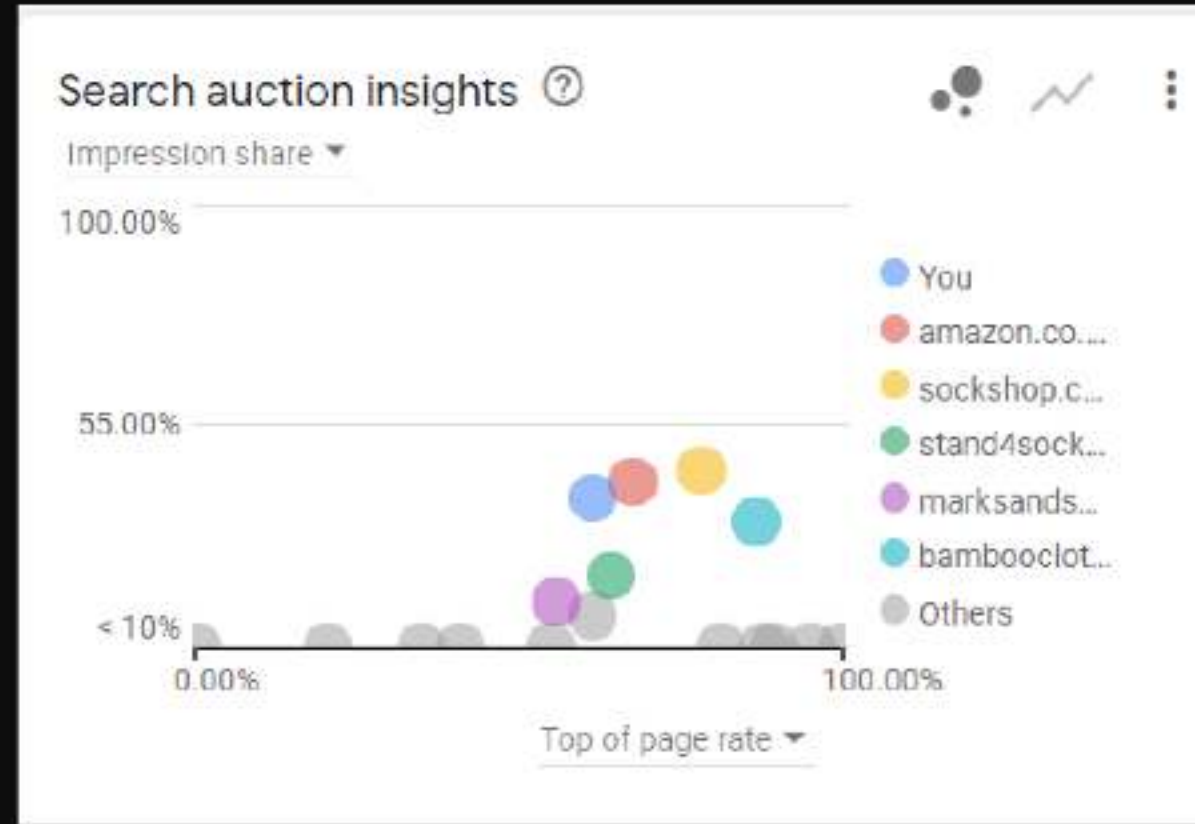 Search auction insights
Impression share
100.00%
55.00%
< 10%
0.00%
100.00%
Top of page rate
You
amazon.co....
sockshop.c...
stand4sock...
marksands...
bambooclot...
Others